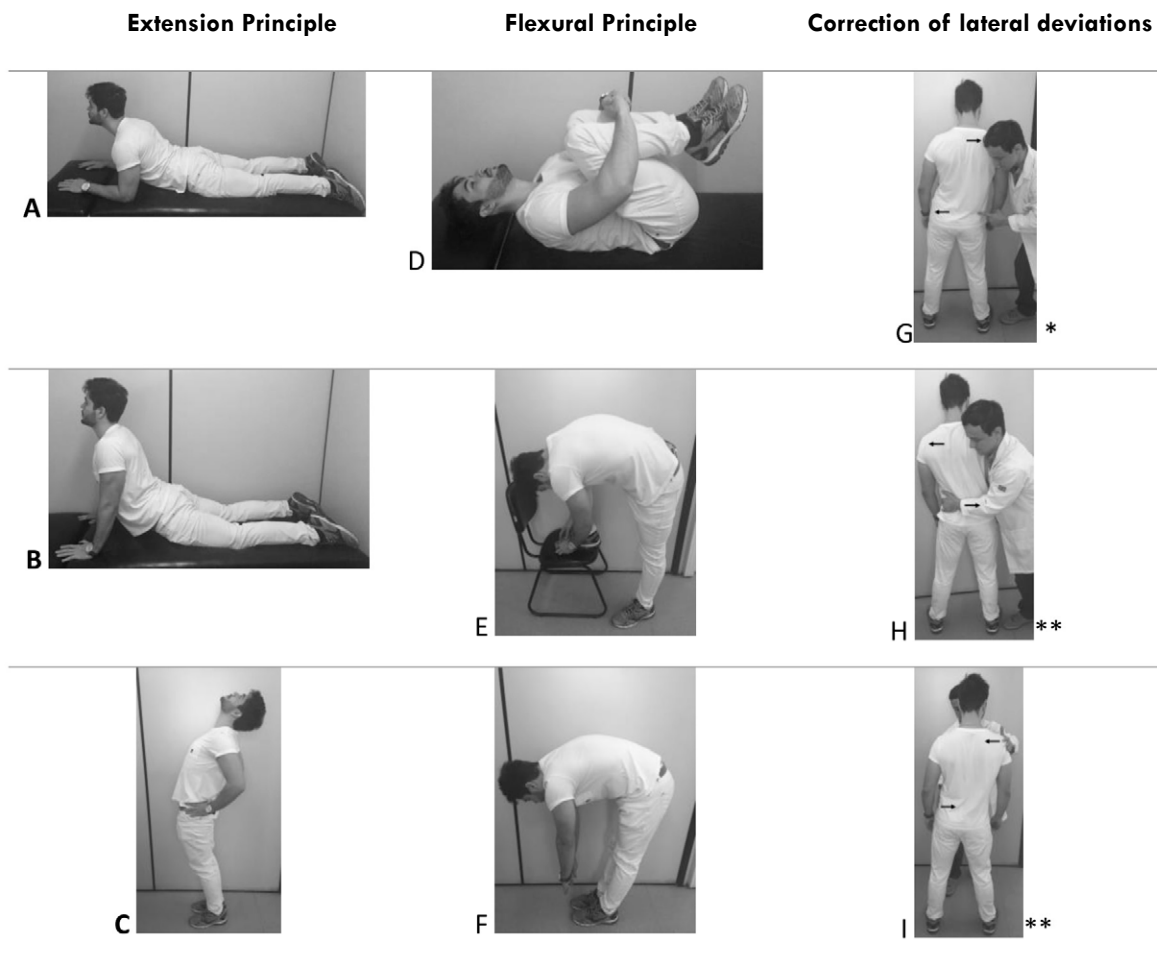 Extension Principle
Flexural Principle
Correction of lateral deviations
A
D
G
*
B
E
H
**
C
F
I
**